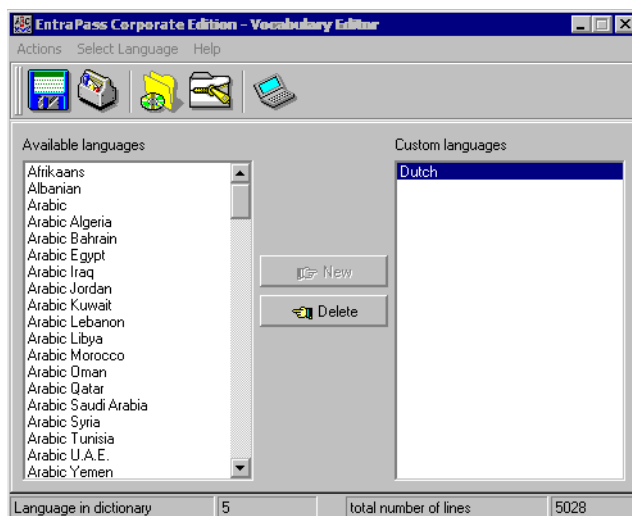 EntraPass Corporate Edition - Vocabulary Editor
Actions Select Language Help
Available languages
Custom languages
Afrikaans
Albanian
Arabic
Arabic Algeria
Arabic Bahrain
Arabic Egypt
Arabic Iraq
Arabic Jordan
Arabic Kuwait
Arabic Lebanon
Arabic Libya
Arabic Morocco
Arabic Oman
Arabic Qatar
Arabic Saudi Arabia
Arabic Syria
Arabic Tunisia
Arabic U.A.E.
Arabic Yemen
New
Delete
Dutch
Language in dictionary 5 total number of lines 5028